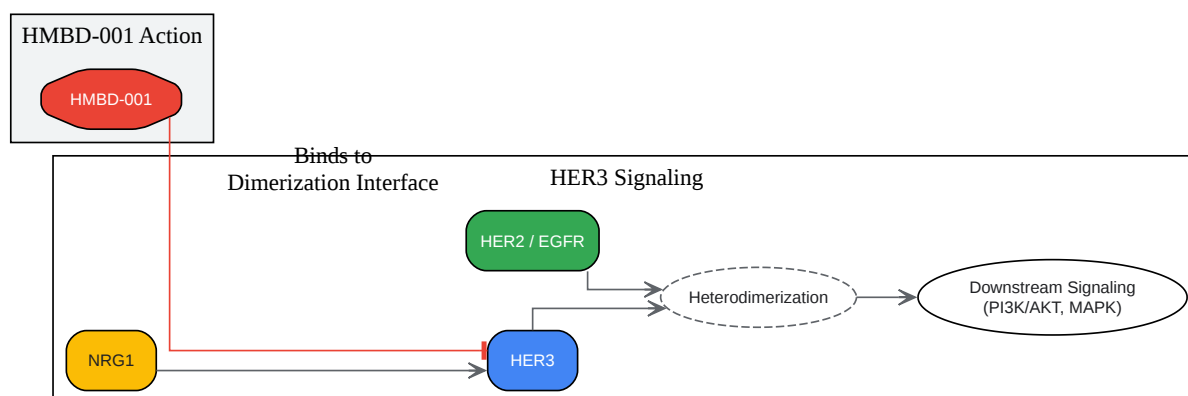 HMBD-001 Action
HMBD-001
Binds to
Dimerization Interface
HER3 Signaling
HER2 / EGFR
Heterodimerization
Downstream Signaling
(PI3K/AKT, MAPK)
NRG1
HER3